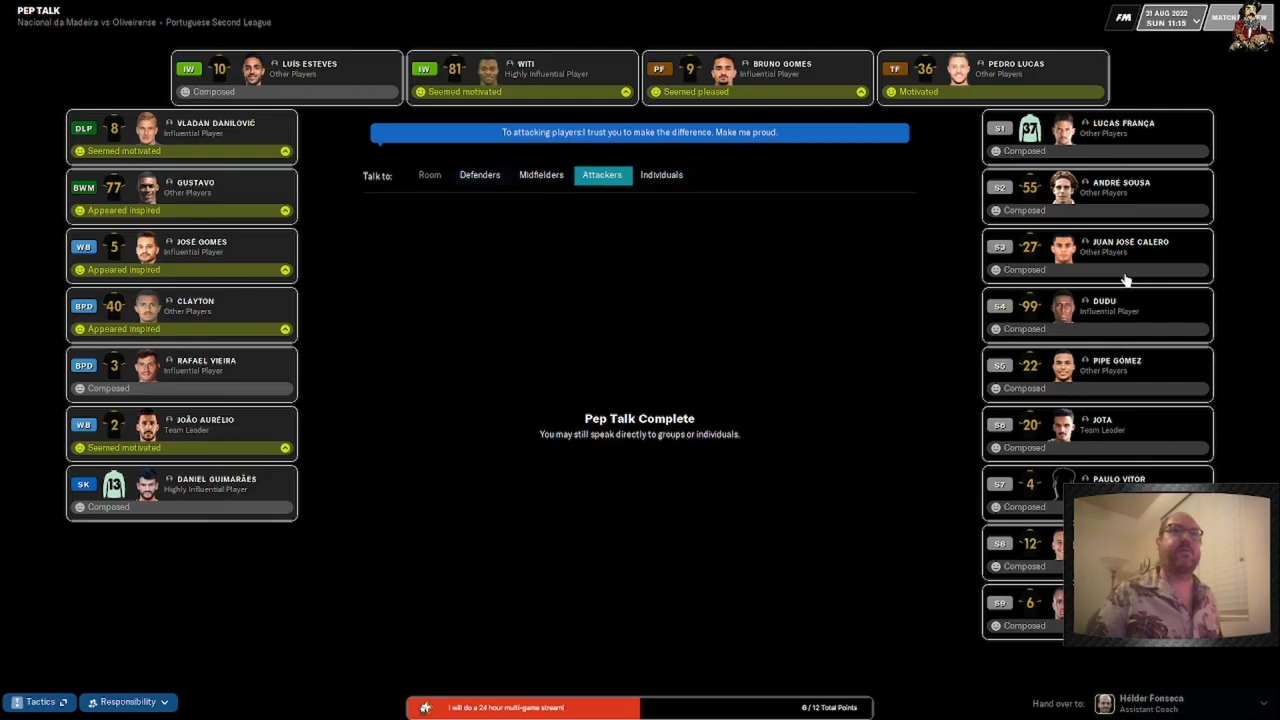 PEP TALK
Nacional da Madeira vs Oliveirense • Portuguese Second League
FM
21 AUG 2022
SUN 11:15
IW
10
LUÍS ESTEVES
Other Players
Composed
IW
81
WITI
Highly Influential Player
Seemed motivated
PF
9
BRUNO GOMES
Influential Player
Seemed pleased
TF
36
PEDRO LUCAS
Other Players
Motivated
DLP
8
VLADAN DANILOVIĆ
Influential Player
Seemed motivated
BWM
77
GUSTAVO
Other Players
Appeared inspired
WB
5
JOSÉ GOMES
Influential Player
Appeared inspired
BPD
40
CLAYTON
Other Players
Appeared inspired
BPD
3
RAFAEL VIEIRA
Influential Player
Composed
WB
2
JOÃO AURÉLIO
Team Leader
Seemed motivated
SK
13
DANIEL GUIMARÃES
Highly Influential Player
Composed
To attacking players:I trust you to make the difference. Make me proud.
Talk to: Room Defenders Midfielders Attackers Individuals
Pep Talk Complete
You may still speak directly to groups or individuals.
S1
37
LUCAS FRANÇA
Other Players
Composed
S2
55
ANDRÉ SOUSA
Other Players
Composed
S3
27
JUAN JOSÉ CALERO
Other Players
Composed
S4
99
DUDU
Influential Player
Composed
S5
22
PIPE GÓMEZ
Other Players
Composed
S6
20
JOTA
Team Leader
Composed
S7
4
PAULO VITOR
Composed
S8
12
Composed
S9
6
Composed
Tactics
Responsibility
I will do a 24 hour multi-game stream!
6 / 12 Total Points
Hand over to:
Hélder Fonseca
Assistant Coach